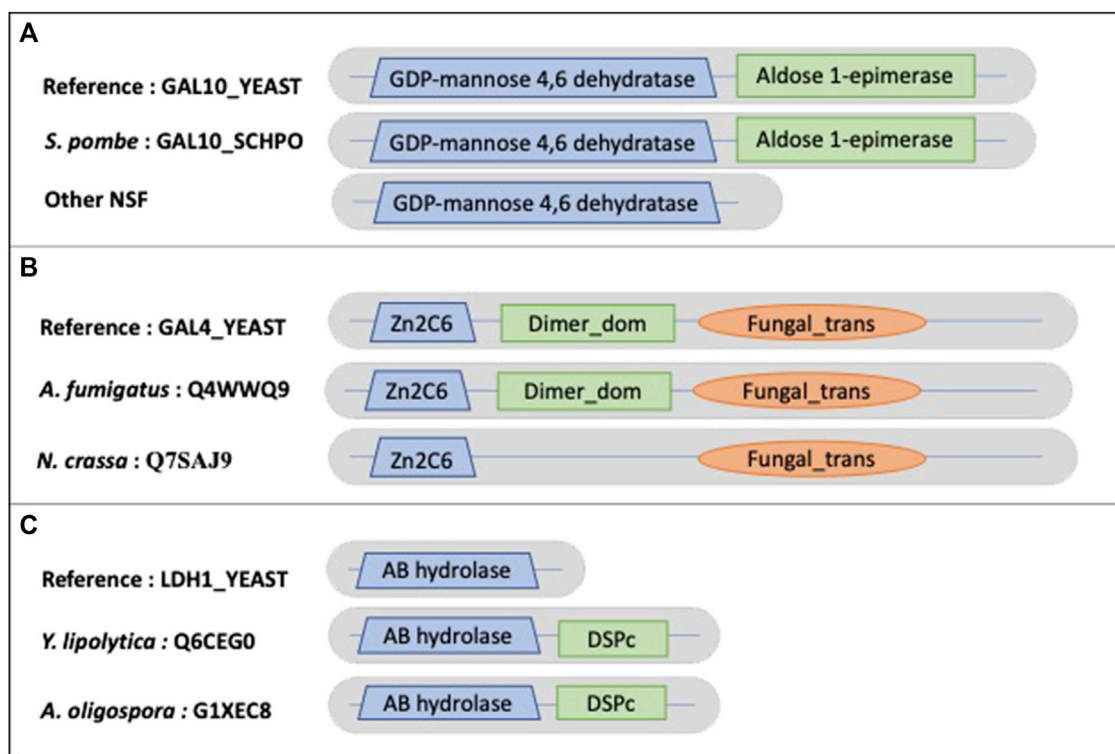 A
Reference : GAL10_YEAST GDP-mannose 4,6 dehydratase Aldose 1-epimerase
S. pombe : GAL10_SCHPO GDP-mannose 4,6 dehydratase Aldose 1-epimerase
Other NSF GDP-mannose 4,6 dehydratase
B
Reference : GAL4_YEAST Zn2C6 Dimer_dom Fungal_trans
A. fumigatus : Q4WWQ9 Zn2C6 Dimer_dom Fungal_trans
N. crassa : Q7SAJ9 Zn2C6 Fungal_trans
C
Reference : LDH1_YEAST AB hydrolase
Y. lipolytica : Q6CEG0 AB hydrolase DSPc
A. oligospora : G1XEC8 AB hydrolase DSPc